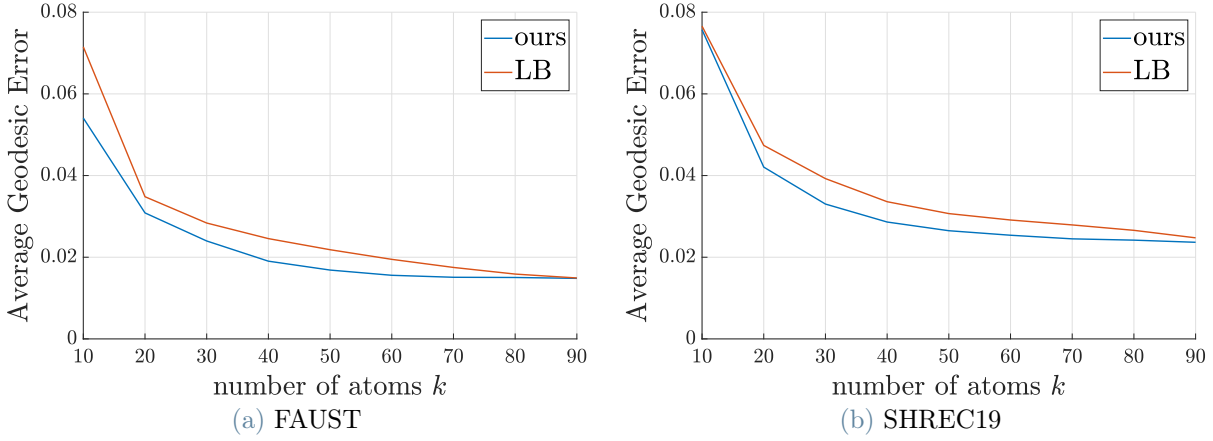 0.08
0.06
0.04
0.02
0
Average Geodesic Error
ours
LB
10 20 30 40 50 60 70 80 90
number of atoms k
(a) FAUST
0.08
0.06
0.04
0.02
0
Average Geodesic Error
ours
LB
10 20 30 40 50 60 70 80 90
number of atoms k
(b) SHREC19